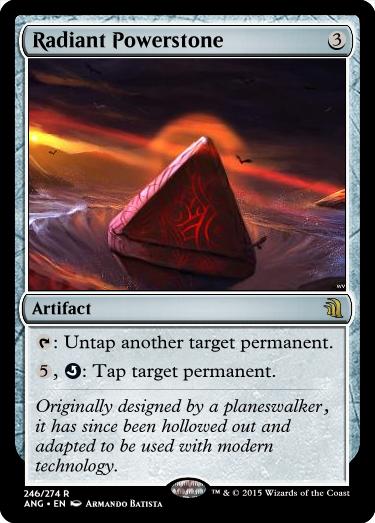 Radiant Powerstone 3
Artifact
: Untap another target permanent.
5, : Tap target permanent.
Originally designed by a planeswalker,
it has since been hollowed out and
adapted to be used with modern
technology.
246/274 R
ANG • EN ARMANDO BATISTA
™ & © 2015 Wizards of the Coast